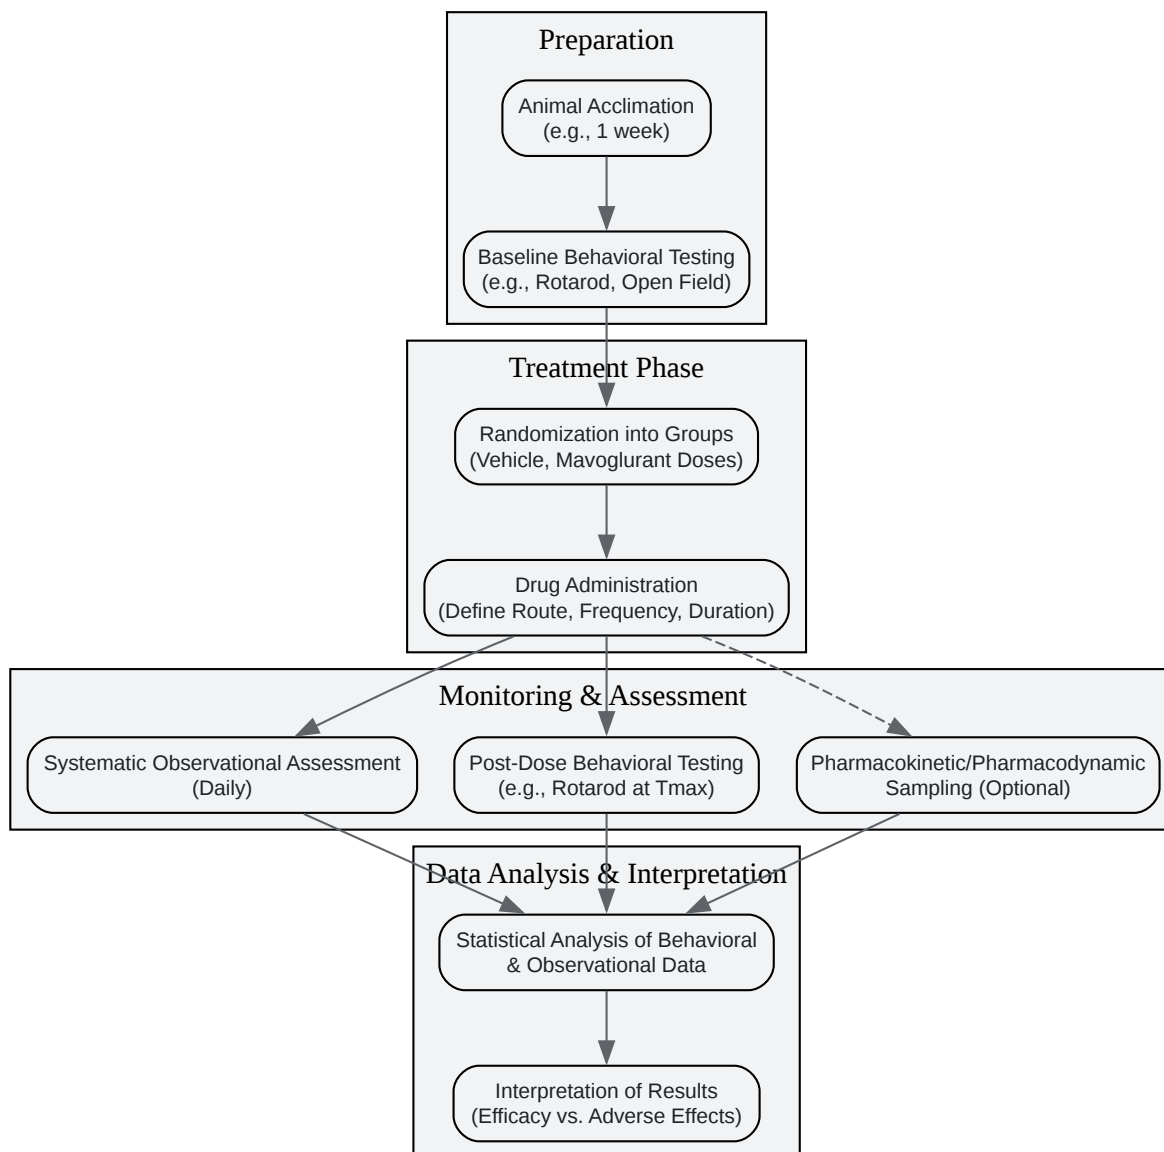 Preparation
Animal Acclimation
(e.g., 1 week)
Baseline Behavioral Testing
(e.g., Rotarod, Open Field)
Treatment Phase
Randomization into Groups
(Vehicle, Mavoglurant Doses)
Drug Administration
(Define Route, Frequency, Duration)
Monitoring & Assessment
Systematic Observational Assessment
(Daily)
Post-Dose Behavioral Testing
(e.g., Rotarod at Tmax)
Pharmacokinetic/Pharmacodynamic
Sampling (Optional)
Data Analysis & Interpretation
Statistical Analysis of Behavioral
& Observational Data
Interpretation of Results
(Efficacy vs. Adverse Effects)